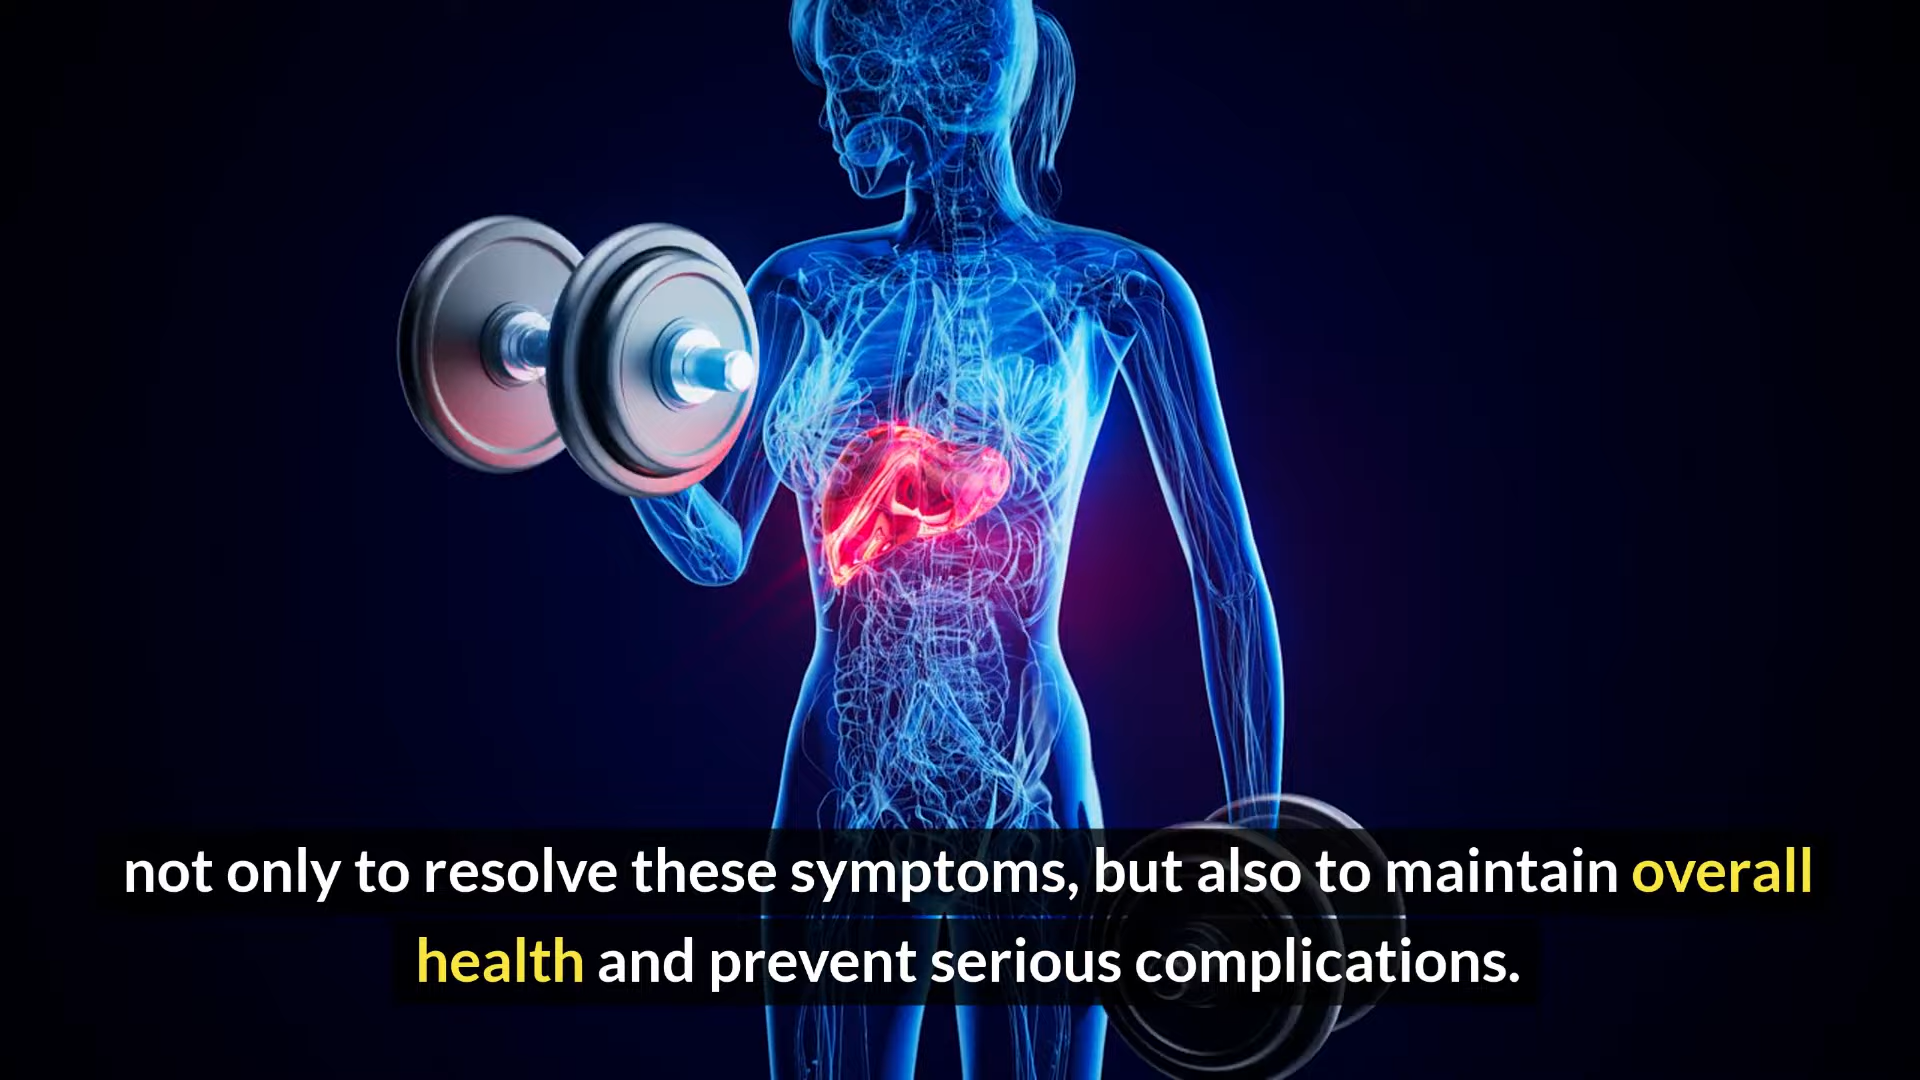 not only to resolve these symptoms, but also to maintain overall
health and prevent serious complications.